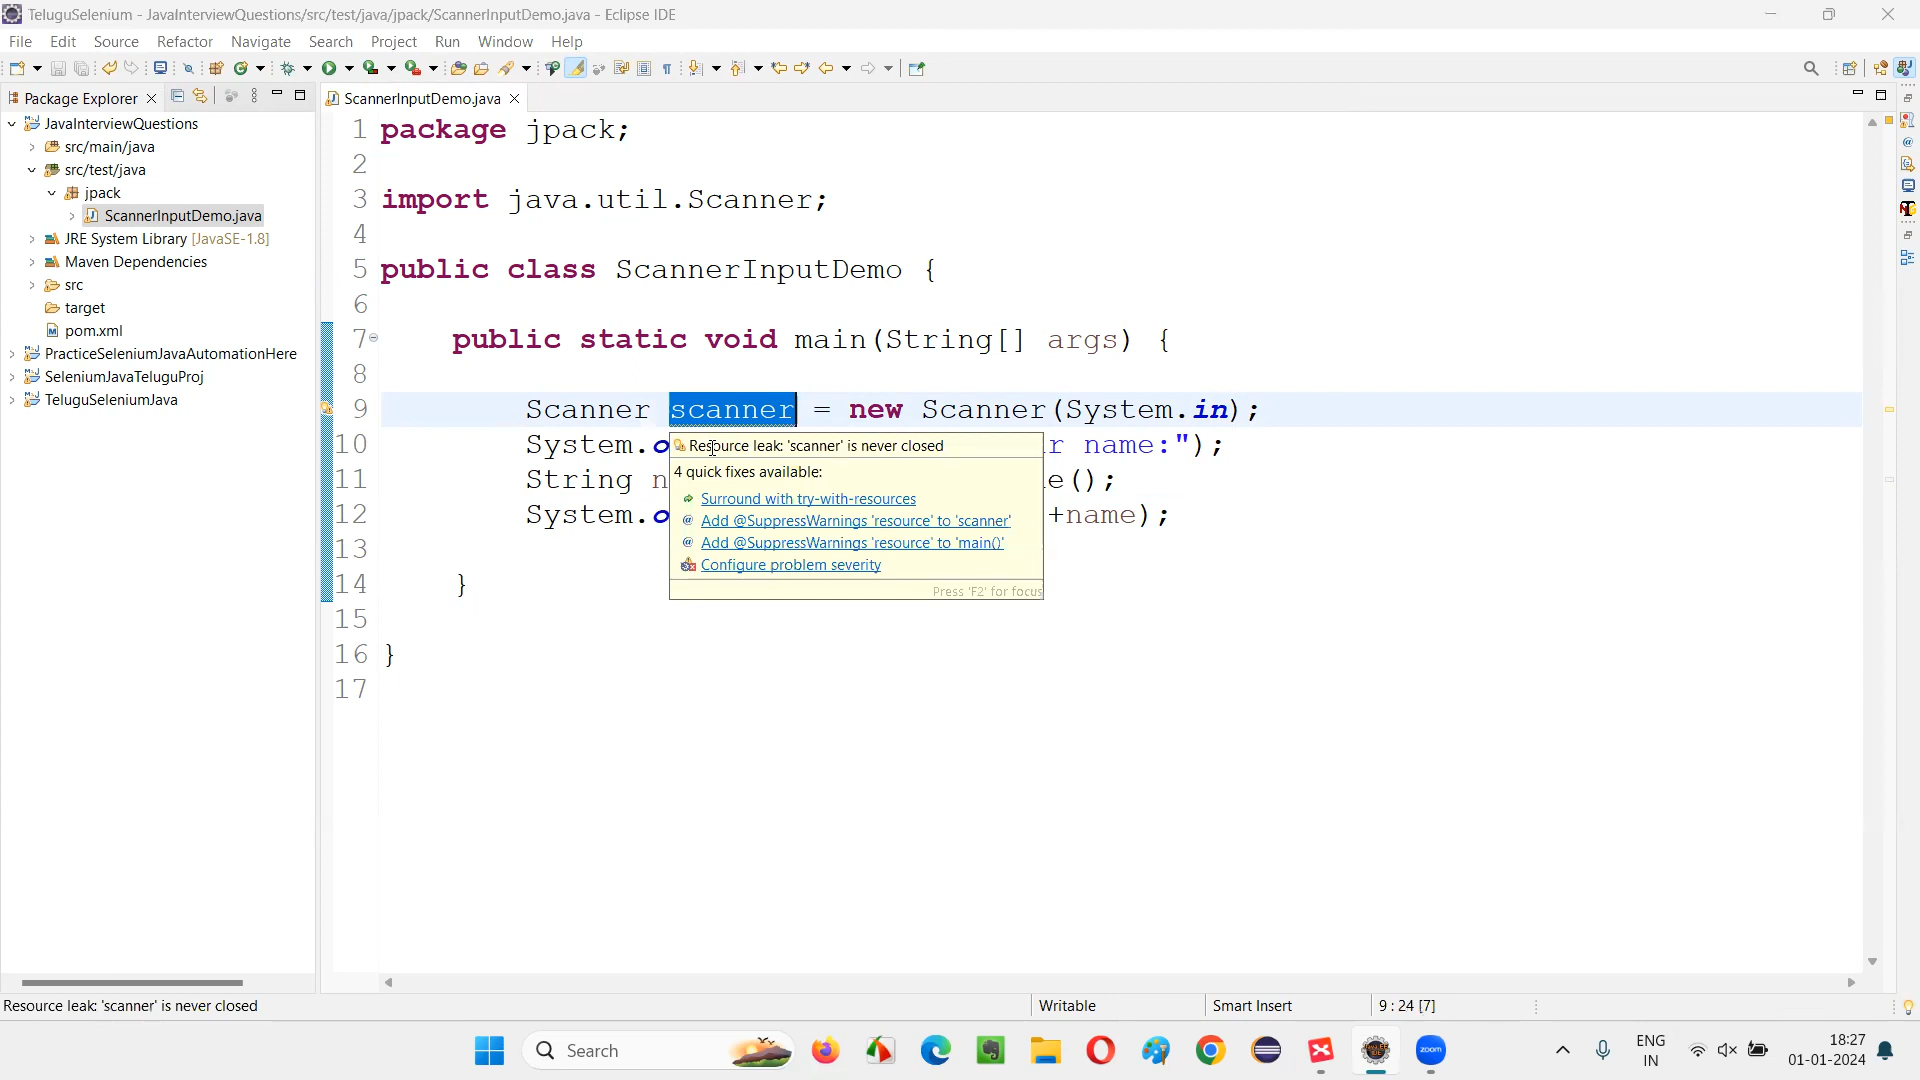 TeluguSelenium - JavaInterviewQuestions/src/test/java/jpack/ScannerInputDemo.java - Eclipse IDE
File Edit Source Refactor Navigate Search Project Run Window Help
Package Explorer
JavaInterviewQuestions
src/main/java
src/test/java
jpack
ScannerInputDemo.java
JRE System Library [JavaSE-1.8]
Maven Dependencies
src
target
pom.xml
PracticeSeleniumJavaAutomationHere
SeleniumJavaTeluguProj
TeluguSeleniumJava
ScannerInputDemo.java
1 package jpack;
2
3 import java.util.Scanner;
4
5 public class ScannerInputDemo {
6
7 public static void main(String[] args) {
8
9 Scanner scanner = new Scanner(System.in);
10 System.o r name:");
11 String n e();
12 System.o +name);
13
14 }
15
16 }
17
Resource leak: 'scanner' is never closed
4 quick fixes available:
Surround with try-with-resources
@ Add @SuppressWarnings 'resource' to 'scanner'
@ Add @SuppressWarnings 'resource' to 'main()'
Configure problem severity
Press 'F2' for focus
Resource leak: 'scanner' is never closed
Writable
Smart Insert
9 : 24 [7]
Search
zoom
ENG
IN
18:27
01-01-2024